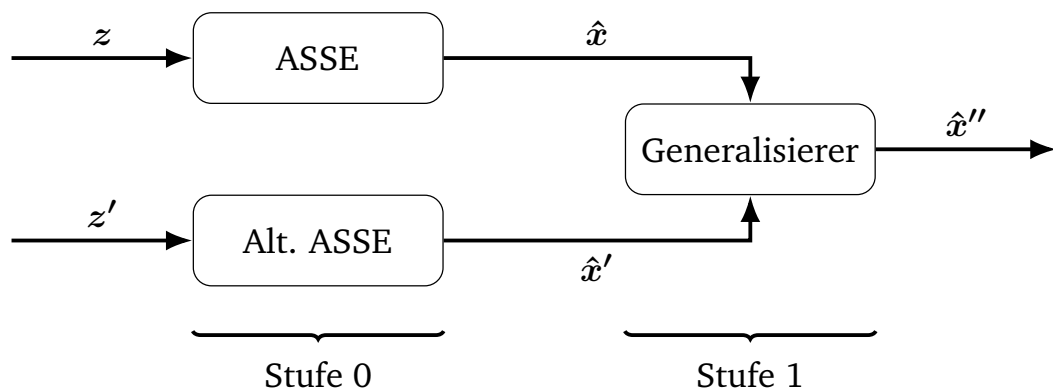 z
ASSE
x̂
Generalisierer
x̂′′
z′
Alt. ASSE
x̂′
Stufe 0
Stufe 1